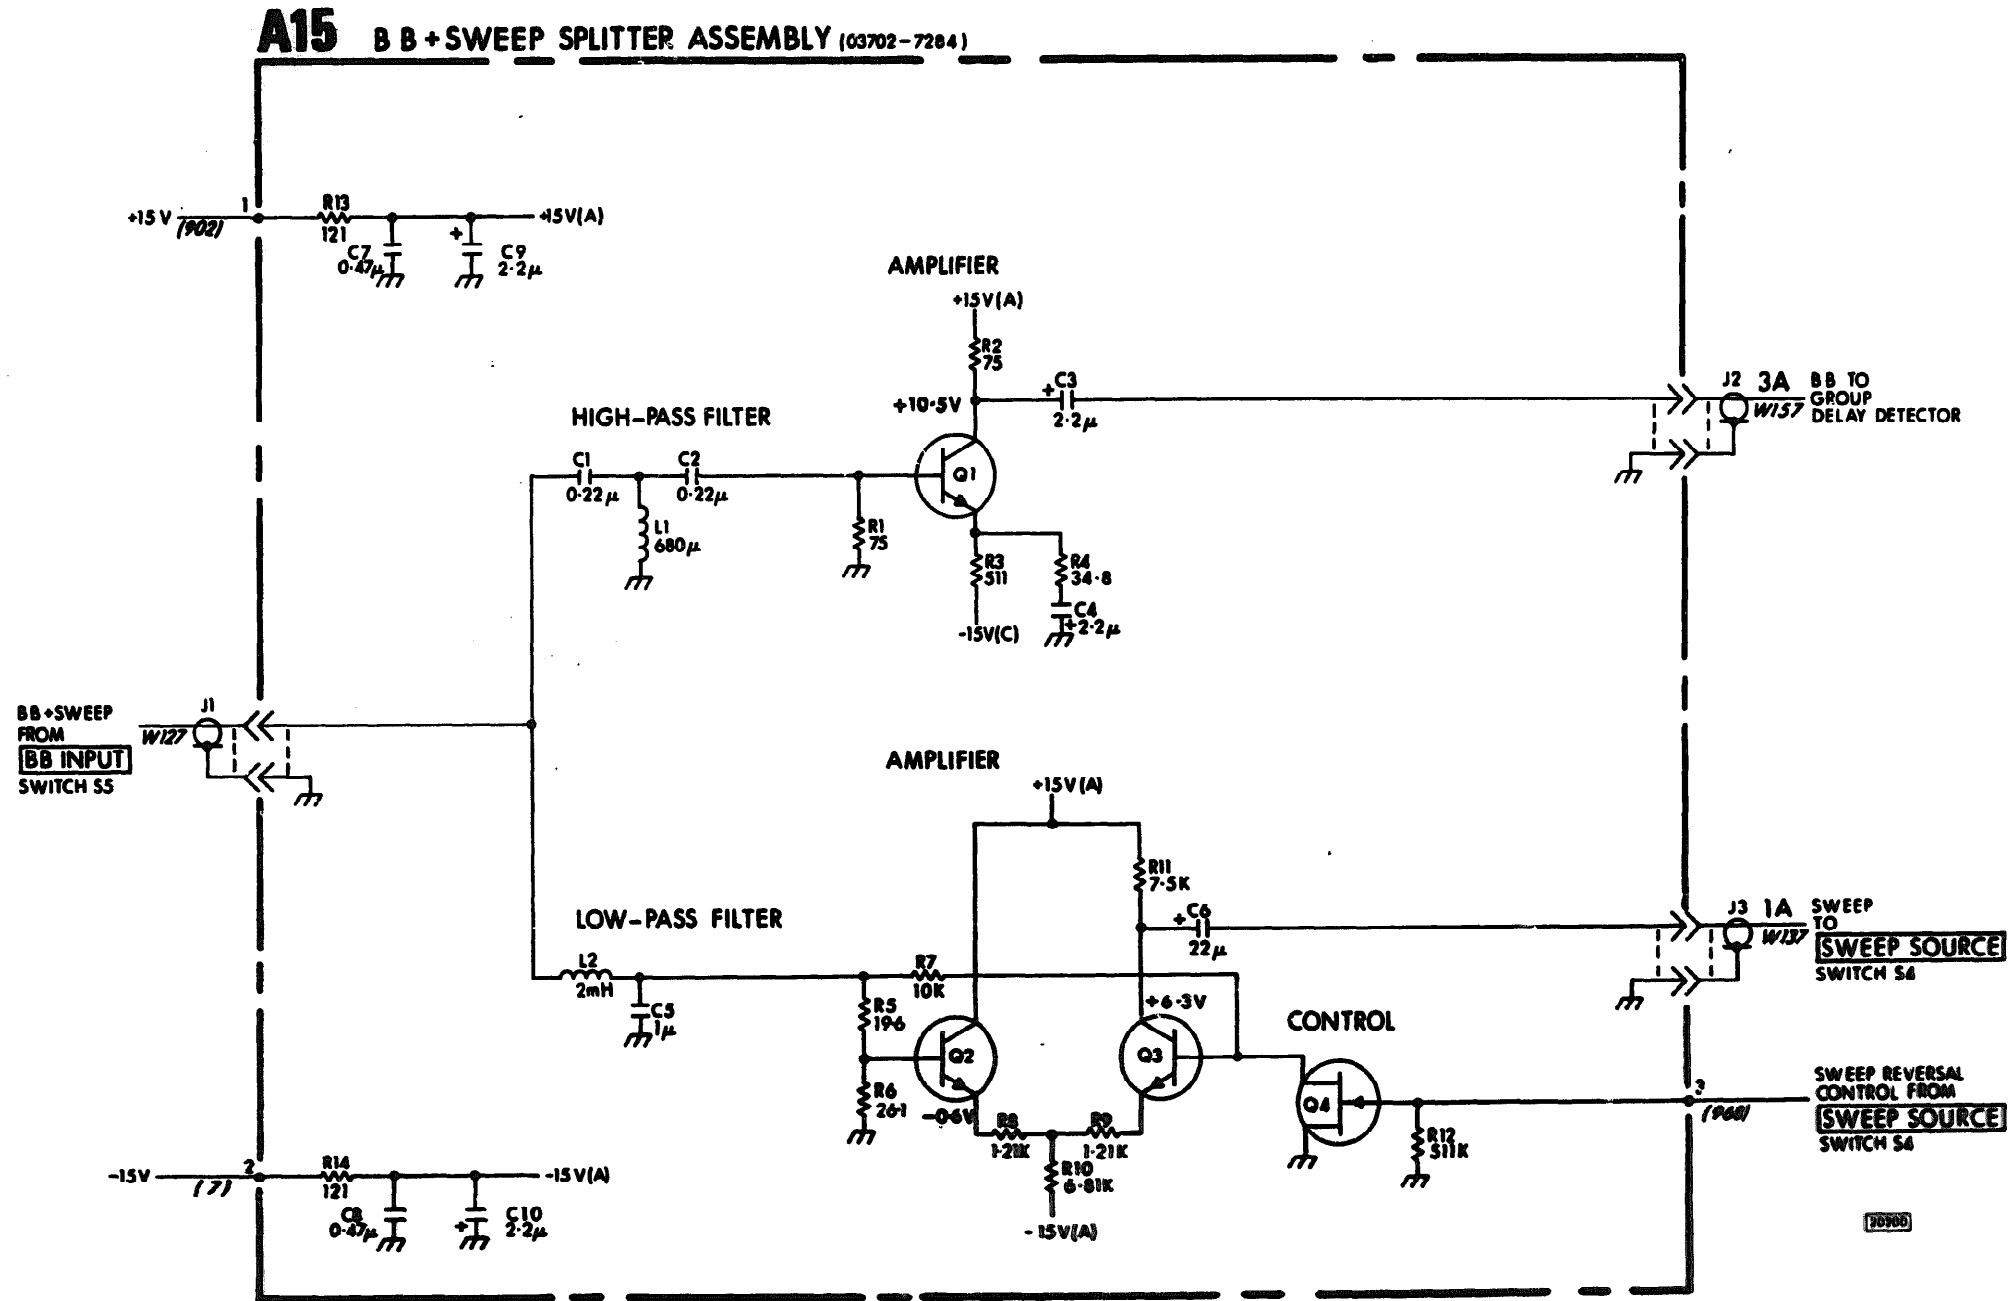 A15 BB+SWEEP SPLITTER ASSEMBLY (03702-7284)
+15V
(902)
1
R13
121
C7
0·47μ
+
C9
2·2μ
+15V(A)
AMPLIFIER
+15V(A)
R2
75
+10·5V
+
C3
2·2μ
HIGH-PASS FILTER
C1
0·22μ
C2
0·22μ
L1
680μ
R1
75
Q1
R3
511
-15V(C)
R4
34·8
C4
+2·2μ
J2
3A
W157
BB TO
GROUP
DELAY DETECTOR
BB+SWEEP
FROM
BB INPUT
SWITCH S5
J1
W127
AMPLIFIER
+15V(A)
R11
7·5K
+
C6
22μ
J3
1A
W137
SWEEP
TO
SWEEP SOURCE
SWITCH S4
LOW-PASS FILTER
L2
2mH
C5
1μ
R7
10K
R5
196
R6
261
Q2
-0·6V
+6·3V
Q3
R8
1·21K
R9
1·21K
R10
6·81K
-15V(A)
CONTROL
Q4
R12
511K
3
(968)
SWEEP REVERSAL
CONTROL FROM
SWEEP SOURCE
SWITCH S4
-15V
(7)
2
R14
121
C8
0·47μ
+
C10
2·2μ
-15V(A)